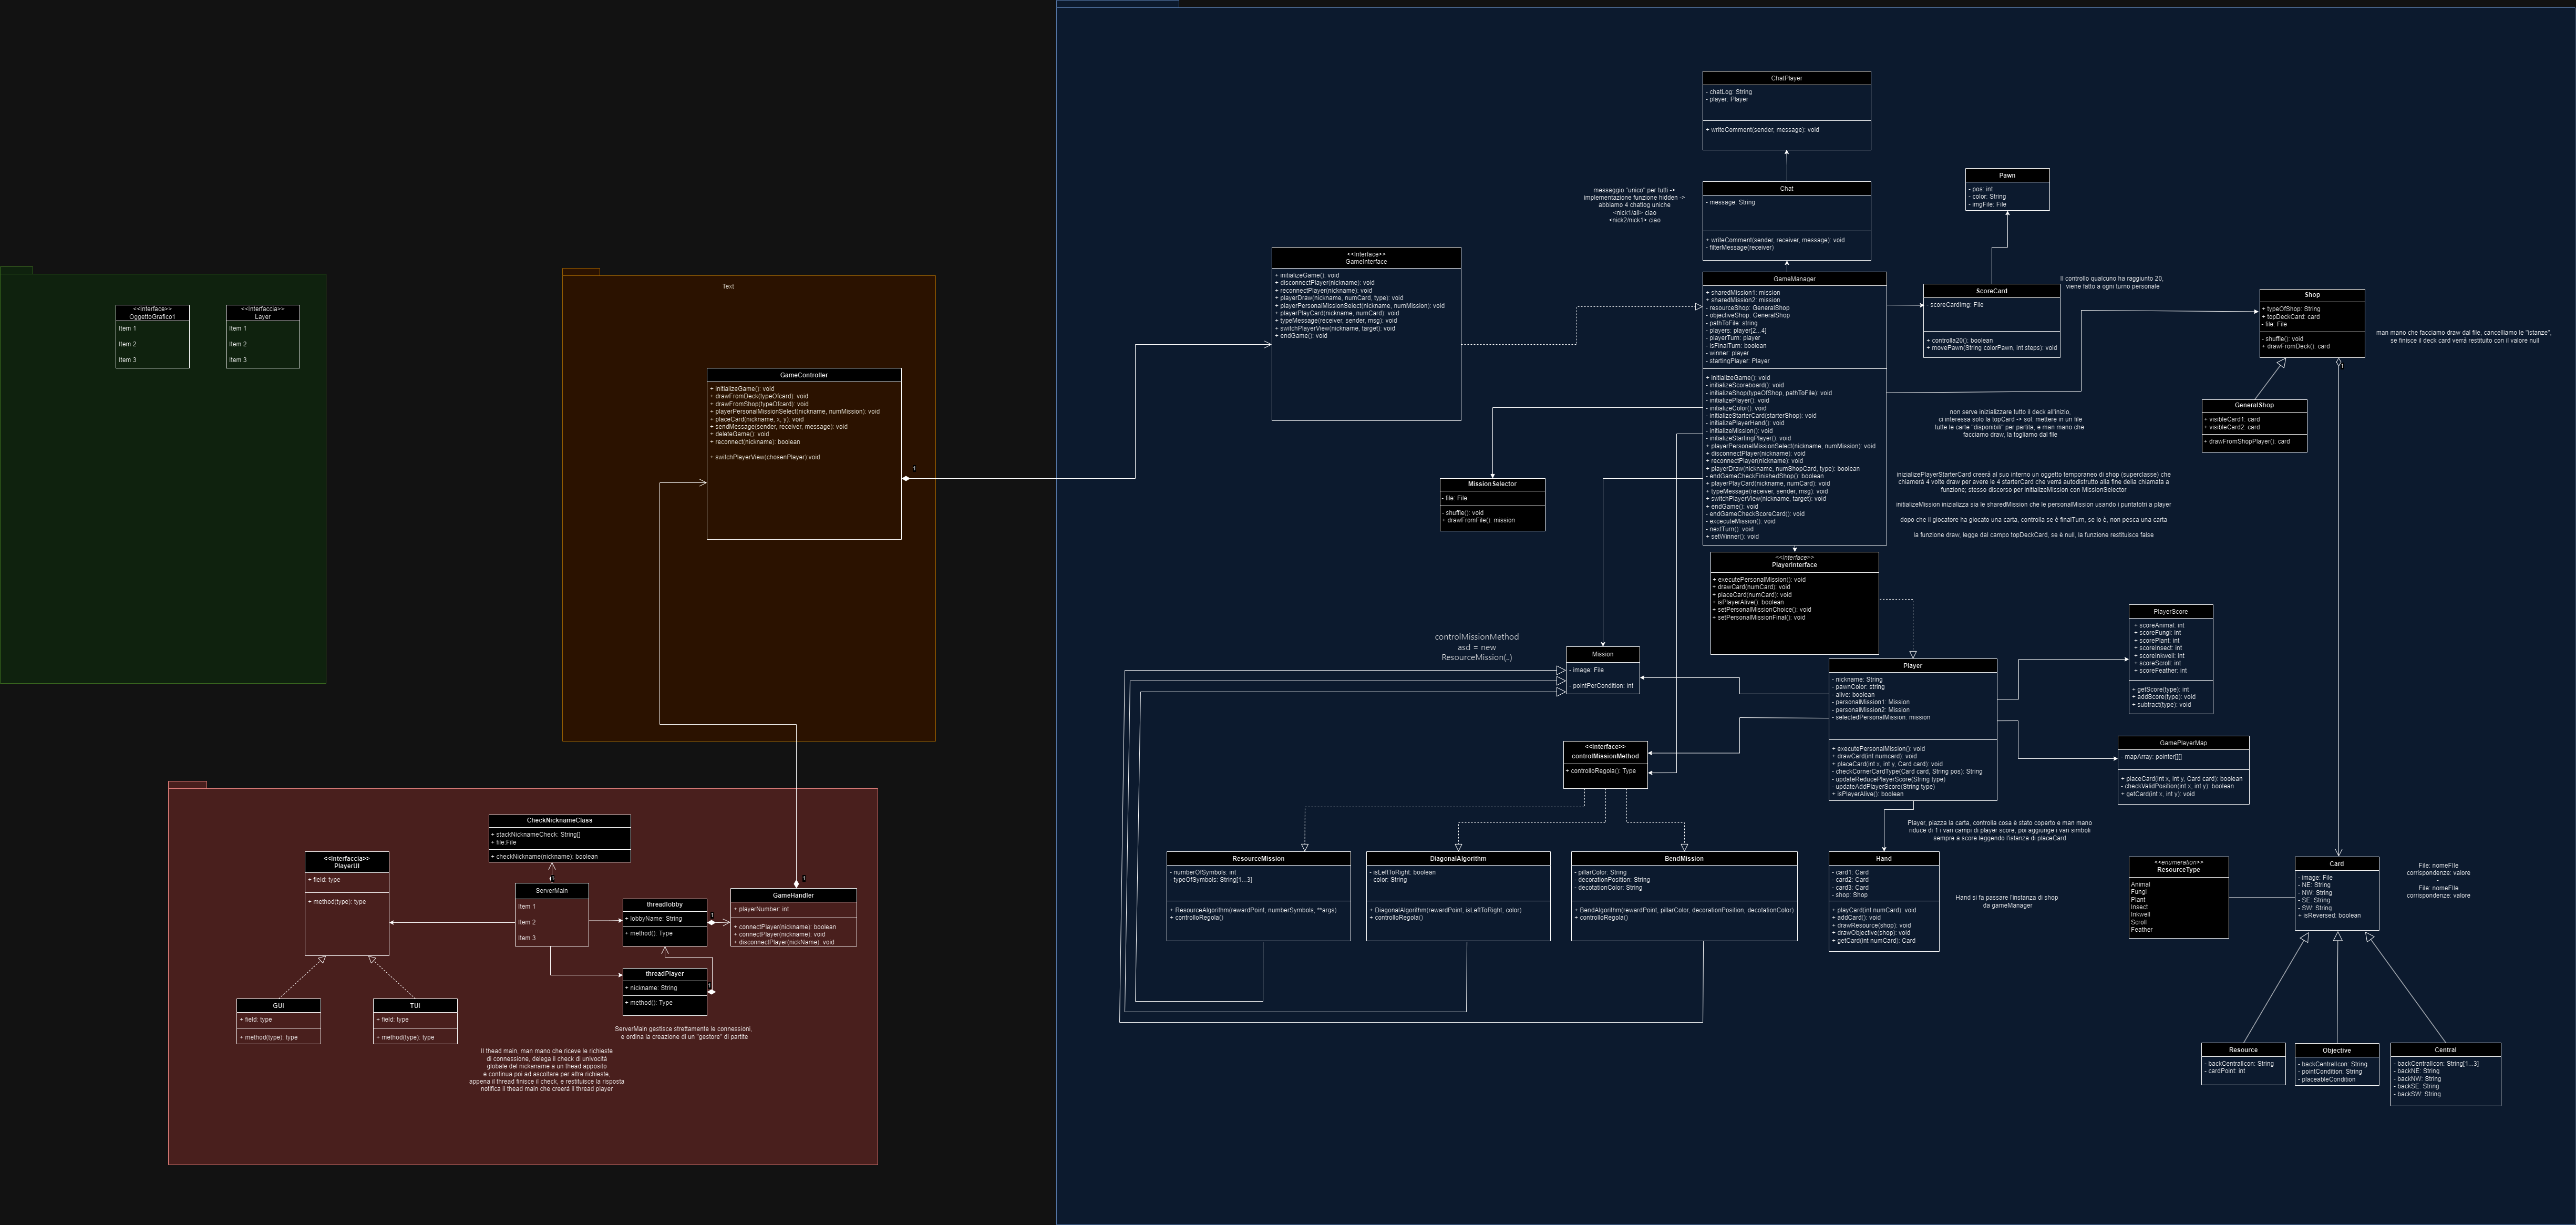 <<Interface>>
OggettoGrafico1
Item 1
Item 2
Item 3
<<Interfaccia>>
Layer
Item 1
Item 2
Item 3
Text
GameController
+ initializeGame(): void
+ drawFromDeck(typeOfcard): void
+ drawFromShop(typeOfcard): void
+ playerPersonalMissionSelect(nickname, numMission): void
+ placeCard(nickname, x, y): void
+ sendMessage(sender, receiver, message): void
+ deleteGame(): void
+ reconnect(nickname): boolean
+ switchPlayerView(chosenPlayer):void
1
CheckNicknameClass
+ stackNicknameCheck: String[]
+ file:File
+ checkNickname(nickname): boolean
<<Interfaccia>>
PlayerUI
+ field: type
+ method(type): type
GUI
+ field: type
+ method(type): type
TUI
+ field: type
+ method(type): type
ServerMain
Item 1
Item 2
Item 3
threadlobby
+ lobbyName: String
+ method(): Type
1
threadPlayer
+ nickname: String
+ method(): Type
1
GameHandler
+ playerNumber: int
+ connectPlayer(nickname): boolean
+ connectPlayer(nickname): void
+ disconnectPlayer(nickName): void
1
ServerMain gestisce strettamente le connessioni,
e ordina la creazione di un "gestore" di partite
Il thead main, man mano che riceve le richieste
di connessione, delega il check di univocità
globale del nickaname a un thead apposito
e continua poi ad ascoltare per altre richieste,
appena il thread finisce il check, e restituisce la risposta
notifica il thead main che creerà il thread player
<<Interface>>
GameInterface
+ initializeGame(): void
+ disconnectPlayer(nickname): void
+ reconnectPlayer(nickname): void
+ playerDraw(nickname, numCard, type): void
+ playerPersonalMissionSelect(nickname, numMission): void
+ playerPlayCard(nickname, numCard): void
+ typeMessage(receiver, sender, msg): void
+ switchPlayerView(nickname, target): void
+ endGame(): void
ChatPlayer
- chatLog: String
- player: Player
+ writeComment(sender, message): void
messaggio "unico" per tutti ->
implementazione funzione hidden ->
abbiamo 4 chatlog uniche
<nick1/all> ciao
<nick2/nick1> ciao
Chat
- message: String
+ writeComment(sender, receiver, message): void
- filterMessage(receiver)
GameManager
+ sharedMission1: mission
+ sharedMission2: mission
- resourceShop: GeneralShop
- objectiveShop: GeneralShop
- pathToFile: string
- players: player[2...4]
- playerTurn: player
- isFinalTurn: boolean
- winner: player
- startingPlayer: Player
+ initializeGame(): void
- initializeScoreboard(): void
- initializeShop(typeOfShop, pathToFile): void
- initializePlayer(): void
- initializeColor(): void
- initializeStarterCard(starterShop): void
- initializePlayerHand(): void
- initializeMission(): void
- initializeStartingPlayer(): void
+ playerPersonalMissionSelect(nickname, numMission): void
+ disconnectPlayer(nickname): void
+ reconnectPlayer(nickname): void
+ playerDraw(nickname, numShopCard, type): boolean
- endGameCheckFinishedShop(): boolean
+ playerPlayCard(nickname, numCard): void
+ typeMessage(receiver, sender, msg): void
+ switchPlayerView(nickname, target): void
+ endGame(): void
- endGameCheckScoreCard(): void
- excecuteMission(): void
- nextTurn(): void
+ setWinner(): void
Pawn
- pos: int
- color: String
- imgFile: File
ScoreCard
- scoreCardImg: File
+ controlla20(): boolean
+ movePawn(String colorPawn, int steps): void
Il controllo qualcuno ha raggiunto 20,
viene fatto a ogni turno personale
Shop
+ typeOfShop: String
+ topDeckCard: card
- file: File
- shuffle(): void
+ drawFromDeck(): card
1
man mano che facciamo draw dal file, cancelliamo le "istanze",
se finisce il deck card verrà restituito con il valore null
GeneralShop
+ visibleCard1: card
+ visibleCard2: card
+ drawFromShopPlayer(): card
non serve inizializzare tutto il deck all'inizio,
ci interessa solo la topCard -> sol: mettere in un file
tutte le carte "disponibili" per partita, e man mano che
facciamo draw, la togliamo dal file
inizializePlayerStarterCard creerà al suo interno un oggetto temporaneo di shop (superclasse) che
chiamerà 4 volte draw per avere le 4 starterCard che verrà autodistrutto alla fine della chiamata a
funzione; stesso discorso per initializeMission con MissionSelector
initializeMission inizializza sia le sharedMission che le personalMission usando i puntatotri a player
dopo che il giocatore ha giocato una carta, controlla se è finalTurn, se lo è, non pesca una carta
la funzione draw, legge dal campo topDeckCard, se è null, la funzione restituisce false
MissionSelector
- file: File
- shuffle(): void
+ drawFromFile(): mission
<<Interface>>
PlayerInterface
+ executePersonalMission(): void
+ drawCard(numCard): void
+ placeCard(numCard): void
+ isPlayerAlive(): boolean
+ setPersonalMissionChoice(): void
+ setPersonalMissionFinal(): void
controlMissionMethod
asd = new
ResourceMission(..)
Mission
- image: File
- pointPerCondition: int
Player
- nickname: String
- pawnColor: string
- alive: boolean
- personalMission1: Mission
- personalMission2: Mission
- selectedPersonalMission: mission
+ executePersonalMission(): void
+ drawCard(int numcard): void
+ placeCard(int x, int y, Card card): void
- checkCornerCardType(Card card, String pos): String
- updateReducePlayerScore(String type)
- updateAddPlayerScore(String type)
+ isPlayerAlive(): boolean
PlayerScore
+ scoreAnimal: int
+ scoreFungi: int
+ scorePlant: int
+ scoreInsect: int
+ scoreInkwell: int
+ scoreScroll: int
+ scoreFeather: int
+ getScore(type): int
+ addScore(type): void
+ subtract(type): void
GamePlayerMap
- mapArray: pointer[][]
+ placeCard(int x, int y, Card card): boolean
- checkValidPosition(int x, int y): boolean
+ getCard(int x, int y): void
<<Interface>>
controlMissionMethod
+ controlloRegola(): Type
Player, piazza la carta, controlla cosa è stato coperto e man mano
riduce di 1 i vari campi di player score, poi aggiunge i vari simboli
sempre a score leggendo l'istanza di placeCard
ResourceMission
- numberOfSymbols: int
- typeOfSymbols: String[1...3]
+ ResourceAlgorithm(rewardPoint, numberSymbols, **args)
+ controlloRegola()
DiagonalAlgorithm
- isLeftToRight: boolean
- color: String
+ DiagonalAlgorithm(rewardPoint, isLeftToRight, color)
+ controlloRegola()
BendMission
- pillarColor: String
- decorationPosition: String
- decotationColor: String
+ BendAlgorithm(rewardPoint, pillarColor, decorationPosition, decotationColor)
+ controlloRegola()
Hand
- card1: Card
- card2: Card
- card3: Card
- shop: Shop
+ playCard(int numCard): void
+ addCard(): void
+ drawResource(shop): void
+ drawObjective(shop): void
+ getCard(int numCard): Card
Hand si fa passare l'instanza di shop
da gameManager
<<enumeration>>
ResourceType
Animal
Fungi
Plant
Insect
Inkwell
Scroll
Feather
Card
- image: File
- NE: String
- NW: String
- SE: String
- SW: String
+ isReversed: boolean
File: nomeFIle
corrispondenze: valore
-
File: nomeFile
corrispondenze: valore
Resource
- backCentralIcon: String
- cardPoint: int
Objective
- backCentralIcon: String
- pointCondition: String
- placeableCondition
Central
- backCentralIcon: String[1...3]
- backNE: String
- backNW: String
- backSE: String
- backSW: String